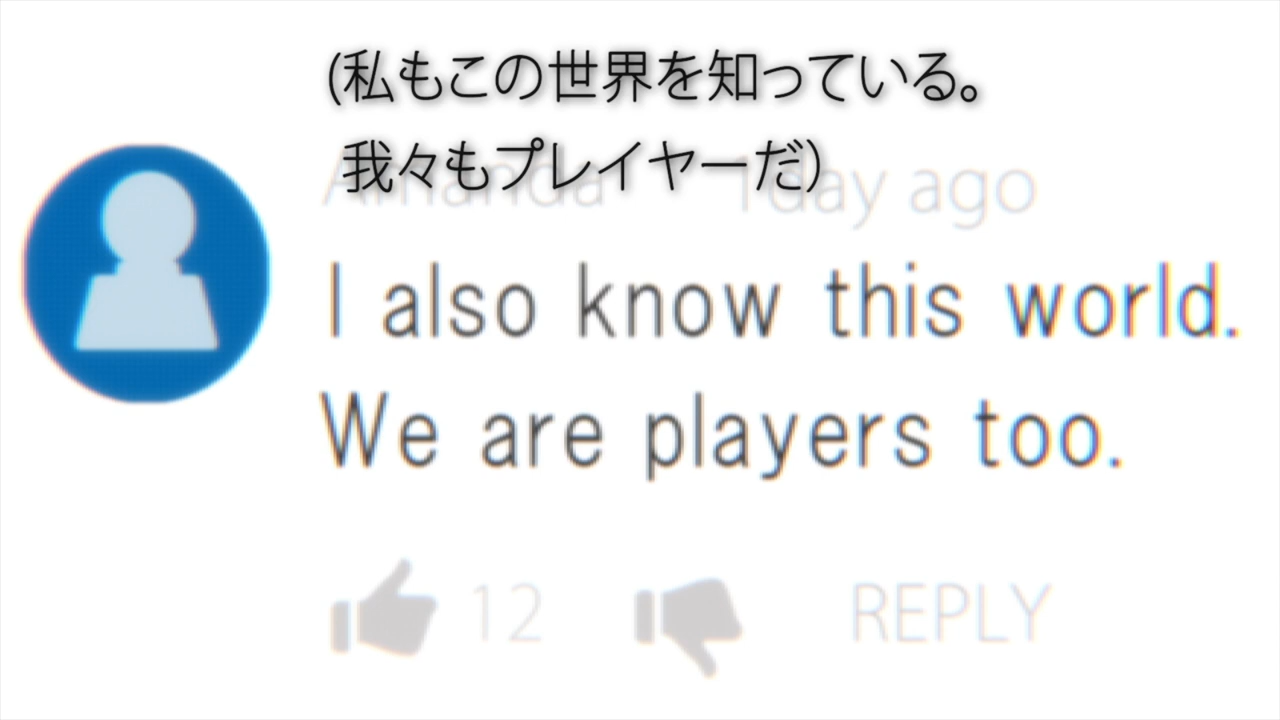 (私もこの世界を知っている。
我々もプレイヤーだ)
Amanda 1 day ago
I also know this world.
We are players too.
12 REPLY